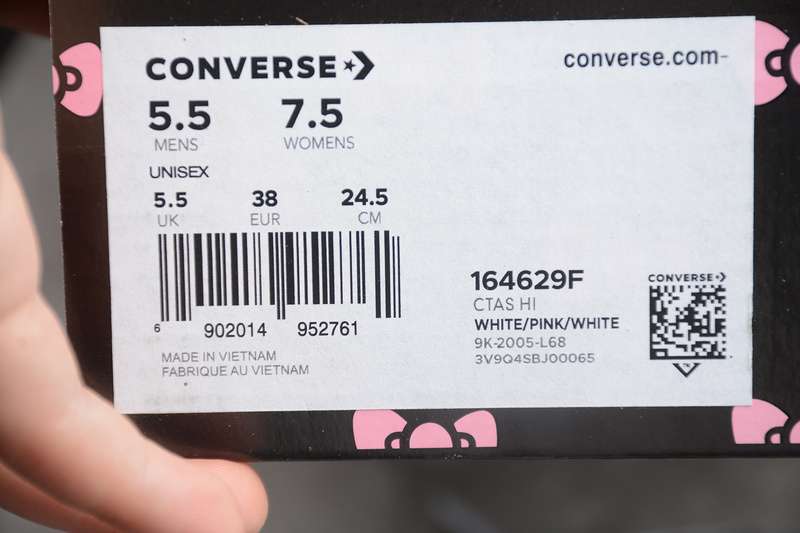 CONVERSE
converse.com-
5.5 7.5
MENS WOMENS
UNISEX
5.5 38 24.5
UK EUR CM
6 902014 952761
MADE IN VIETNAM
FABRIQUE AU VIETNAM
164629F
CTAS HI
WHITE/PINK/WHITE
9K-2005-L68
3V9Q4SBJ00065
CONVERSE